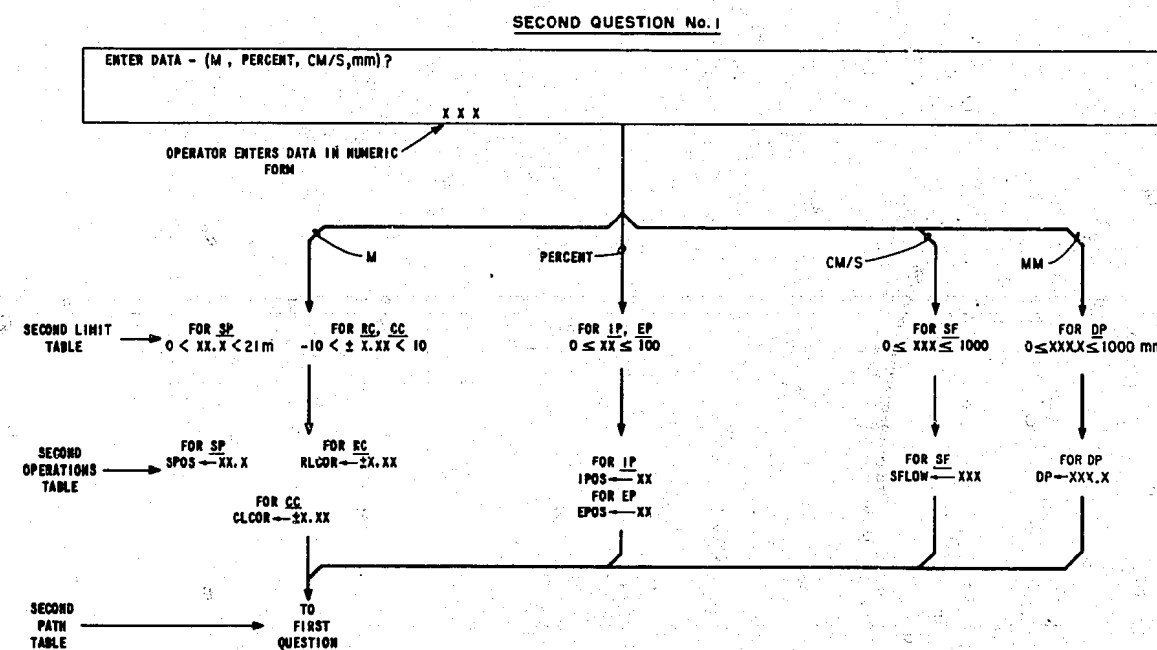 SECOND QUESTION No. 1
ENTER DATA - (M , PERCENT, CM/S,mm) ?
X X X
OPERATOR ENTERS DATA IN NUMERIC
FORM
M
PERCENT
CM/S
MM
SECOND LIMIT
TABLE
FOR SP
0 < XX.X < 21m
FOR RC, CC
-10 < ± X.XX < 10
FOR IP, EP
0 ≤ XX ≤ 100
FOR SF
0 ≤ XXX ≤ 1000
FOR DP
0 ≤ XXX.X ≤ 1000 mm
SECOND
OPERATIONS
TABLE
FOR SP
SPOS ← XX.X
FOR RC
RLCOR ← ±X.XX
FOR CC
CLCOR ← ±X.XX
FOR IP
IPOS ← XX
FOR EP
EPOS ← XX
FOR SF
SFLOW ← XXX
FOR DP
DP ← XXX.X
SECOND
PATH
TABLE
TO
FIRST
QUESTION